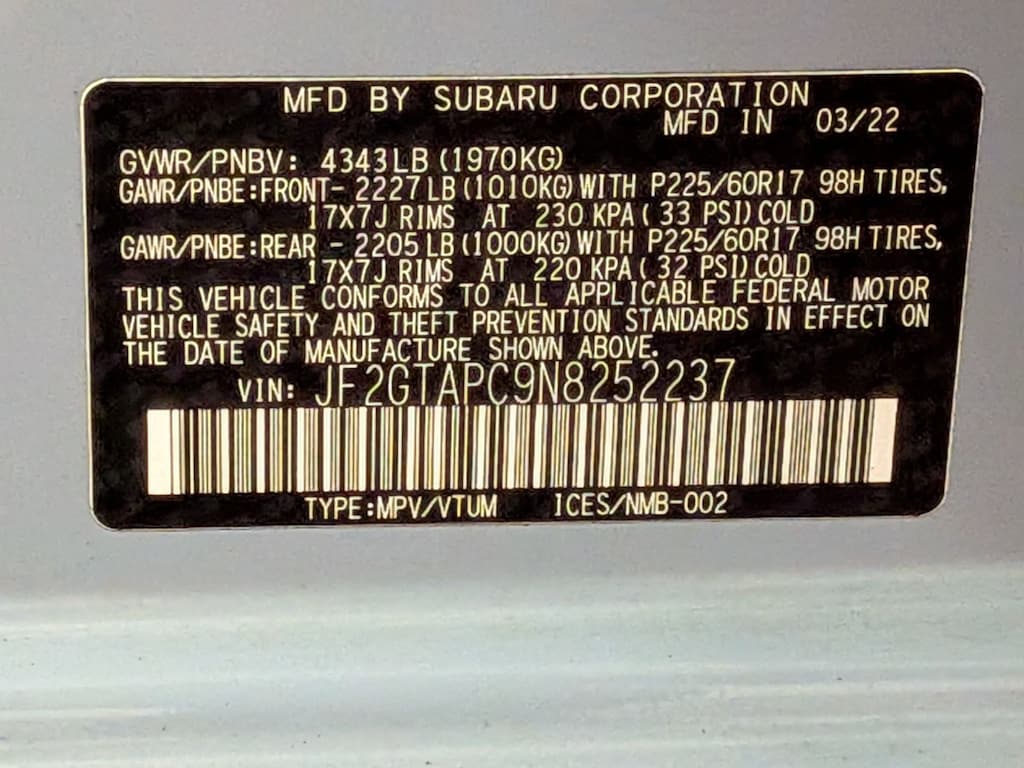 MFD BY SUBARU CORPORATION
MFD IN 03/22
GVWR/PNBV: 4343LB (1970KG)
GAWR/PNBE:FRONT- 2227LB (1010KG) WITH P225/60R17 98H TIRES,
17X7J RIMS AT 230 KPA ( 33 PSI) COLD
GAWR/PNBE:REAR - 2205LB (1000KG) WITH P225/60R17 98H TIRES,
17X7J RIMS AT 220 KPA ( 32 PSI) COLD
THIS VEHICLE CONFORMS TO ALL APPLICABLE FEDERAL MOTOR
VEHICLE SAFETY AND THEFT PREVENTION STANDARDS IN EFFECT ON
THE DATE OF MANUFACTURE SHOWN ABOVE.
VIN: JF2GTAPC9N8252237
TYPE:MPV/VTUM ICES/NMB-002